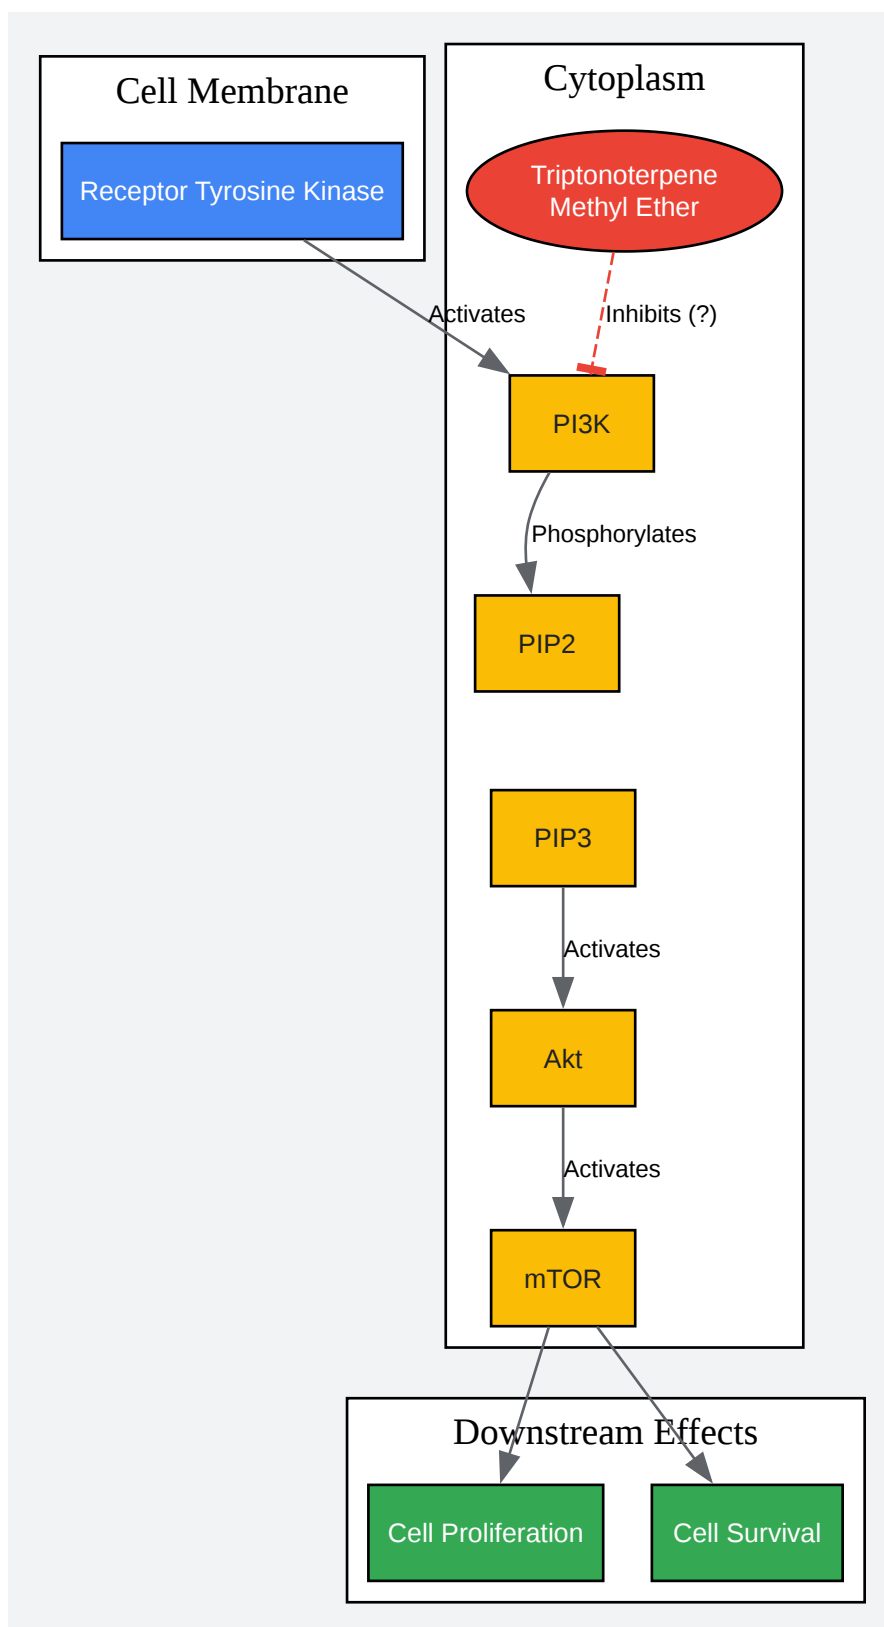 Cell Membrane
Receptor Tyrosine Kinase
Cytoplasm
Triptonoterpene
Methyl Ether
Activates
Inhibits (?)
PI3K
Phosphorylates
PIP2
PIP3
Activates
Akt
Activates
mTOR
Downstream Effects
Cell Proliferation
Cell Survival